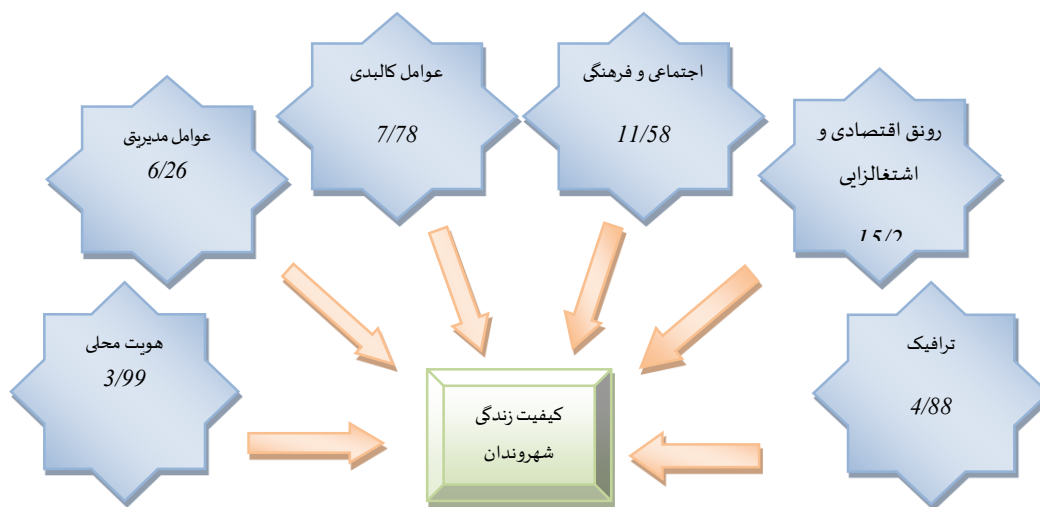 اجتماعی و فرهنگی
11/58
عوامل کالبدی
7/78
رونق اقتصادی و
اشتغالزایی
15/2
عوامل مدیریتی
6/26
ترافیک
4/88
هویت محلی
3/99
کیفیت زندگی
شهروندان